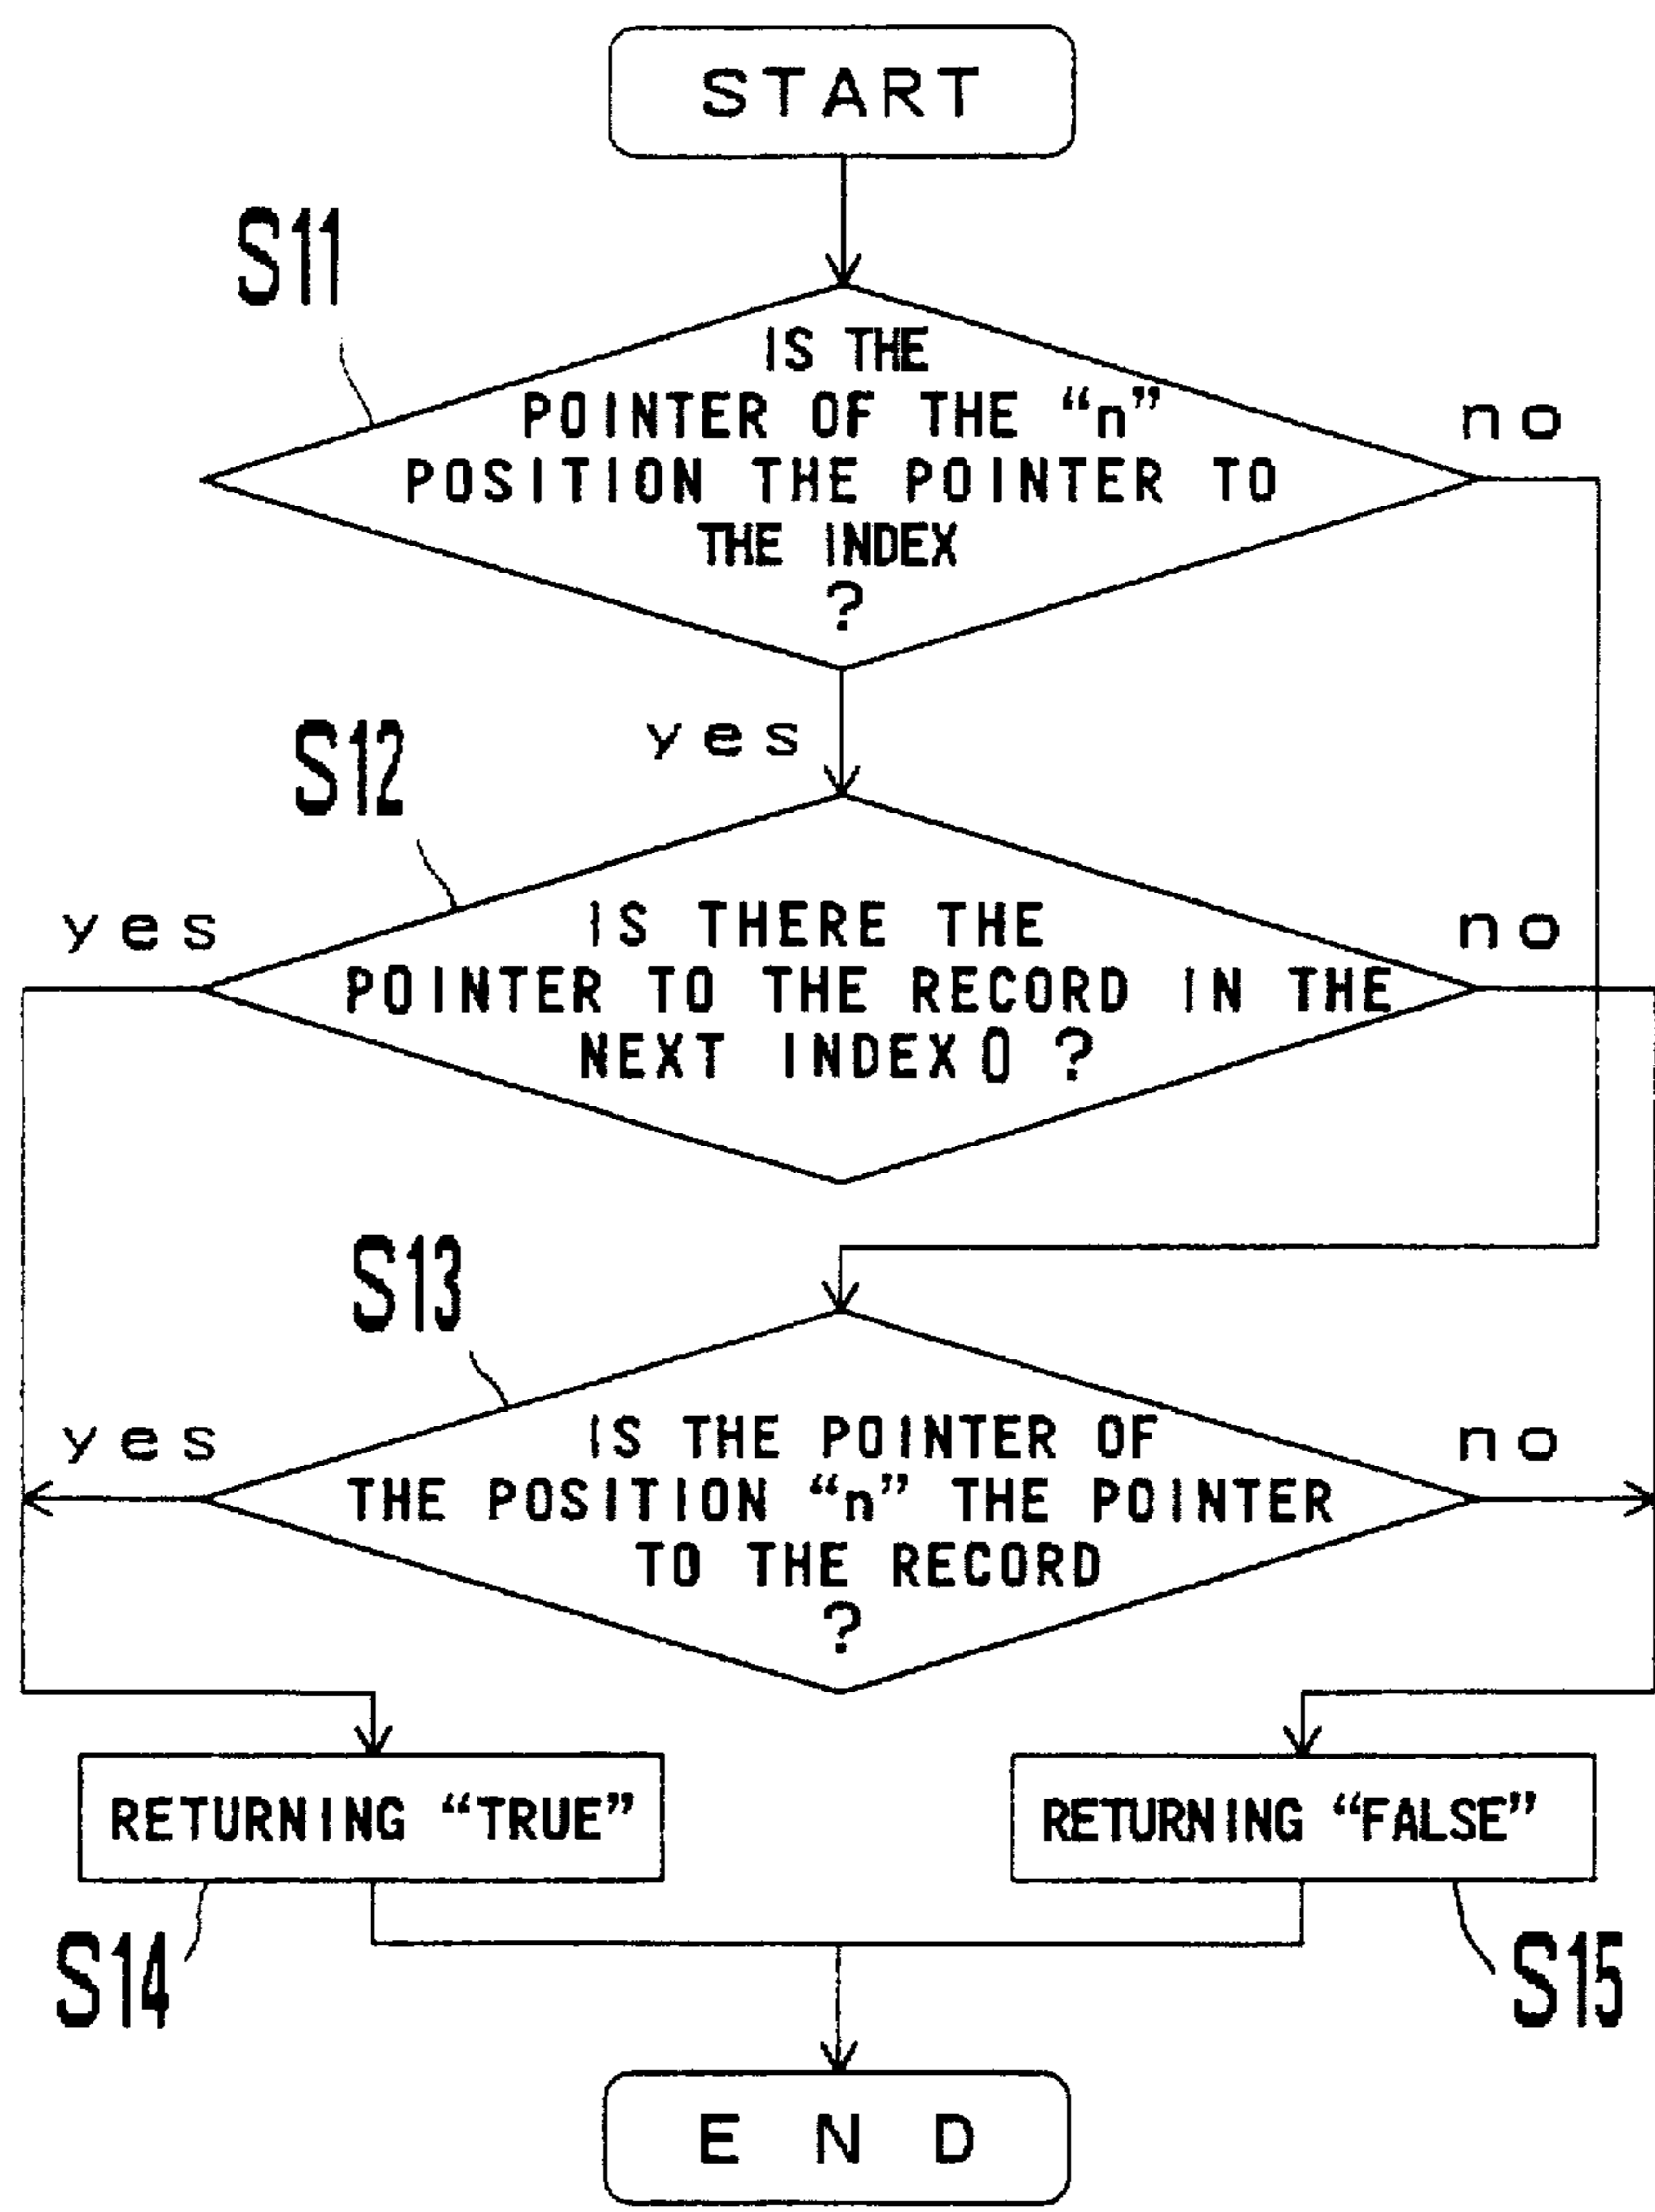 START
S11
IS THE
POINTER OF THE “n”
POSITION THE POINTER TO
THE INDEX
?
no
yes
S12
yes
IS THERE THE
POINTER TO THE RECORD IN THE
NEXT INDEX0 ?
no
S13
yes
IS THE POINTER OF
THE POSITION “n” THE POINTER
TO THE RECORD
?
no
RETURNING “TRUE”
RETURNING “FALSE”
S14
S15
END